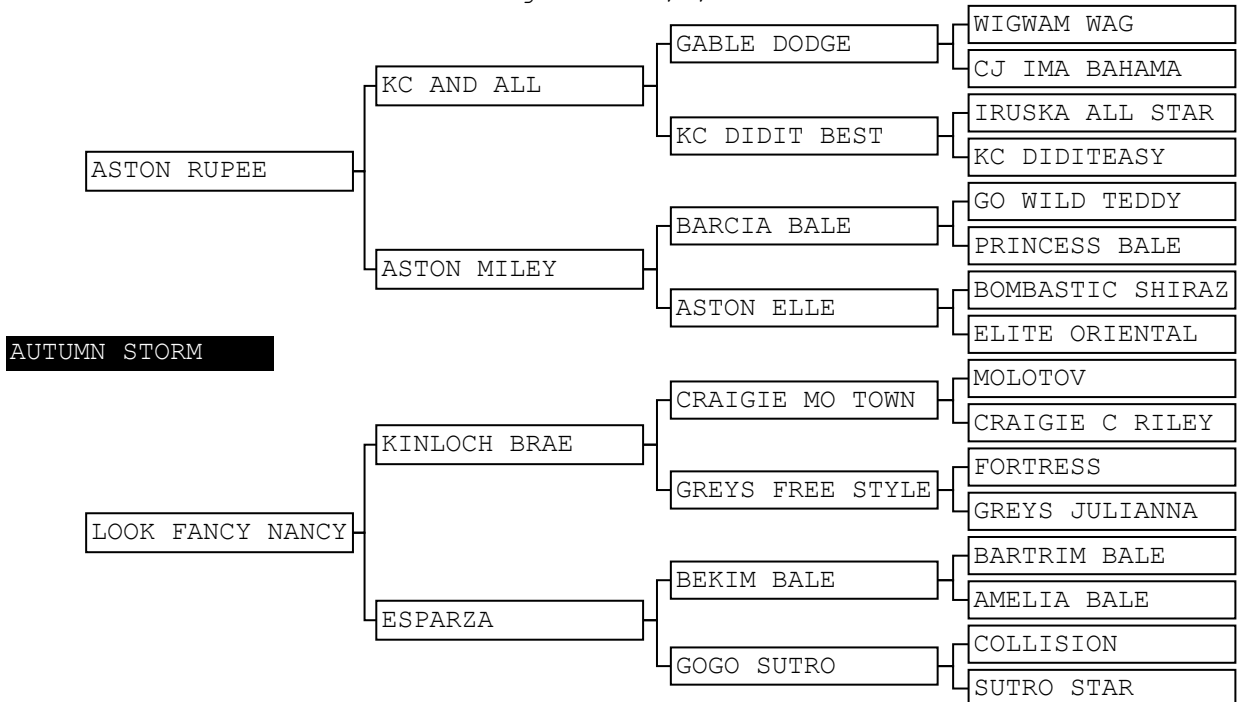 WIGWAM WAG
GABLE DODGE
CJ IMA BAHAMA
KC AND ALL
IRUSKA ALL STAR
KC DIDIT BEST
KC DIDITEASY
ASTON RUPEE
GO WILD TEDDY
BARCIA BALE
PRINCESS BALE
ASTON MILEY
BOMBASTIC SHIRAZ
ASTON ELLE
ELITE ORIENTAL
AUTUMN STORM
MOLOTOV
CRAIGIE MO TOWN
CRAIGIE C RILEY
KINLOCH BRAE
FORTRESS
GREYS FREE STYLE
GREYS JULIANNA
LOOK FANCY NANCY
BARTRIM BALE
BEKIM BALE
AMELIA BALE
ESPARZA
COLLISION
GOGO SUTRO
SUTRO STAR